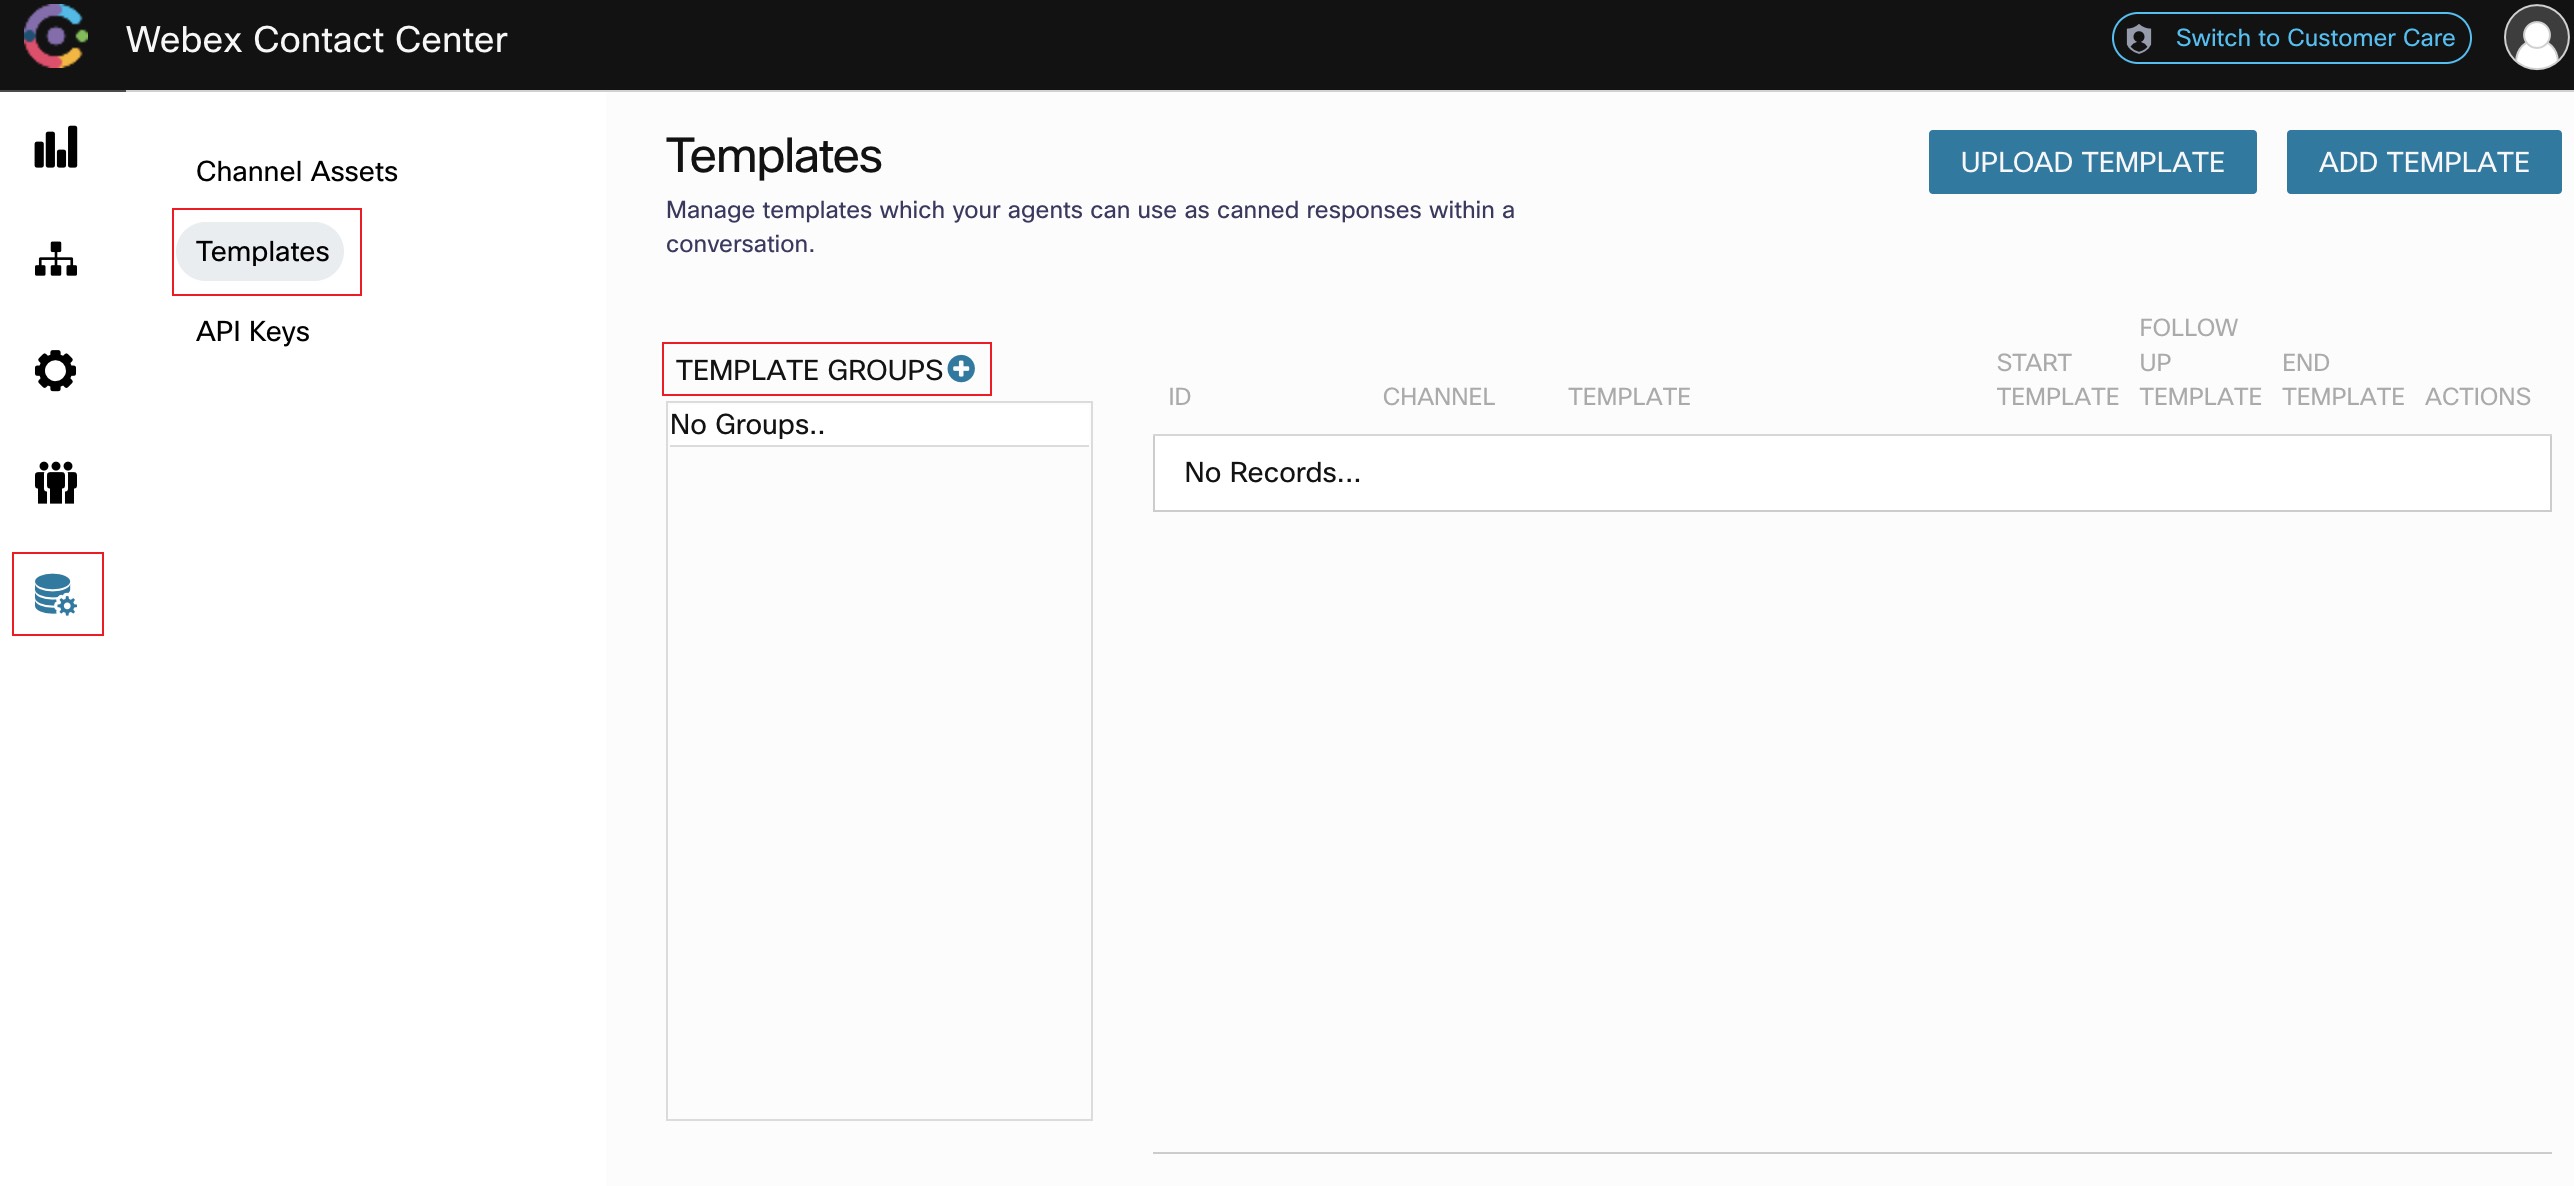 Webex Contact Center
Switch to Customer Care
Channel Assets
Templates
API Keys
Templates
UPLOAD TEMPLATE
ADD TEMPLATE
Manage templates which your agents can use as canned responses within a
conversation.
TEMPLATE GROUPS
No Groups..
ID
CHANNEL
TEMPLATE
START
TEMPLATE
FOLLOW
UP
TEMPLATE
END
TEMPLATE
ACTIONS
No Records...